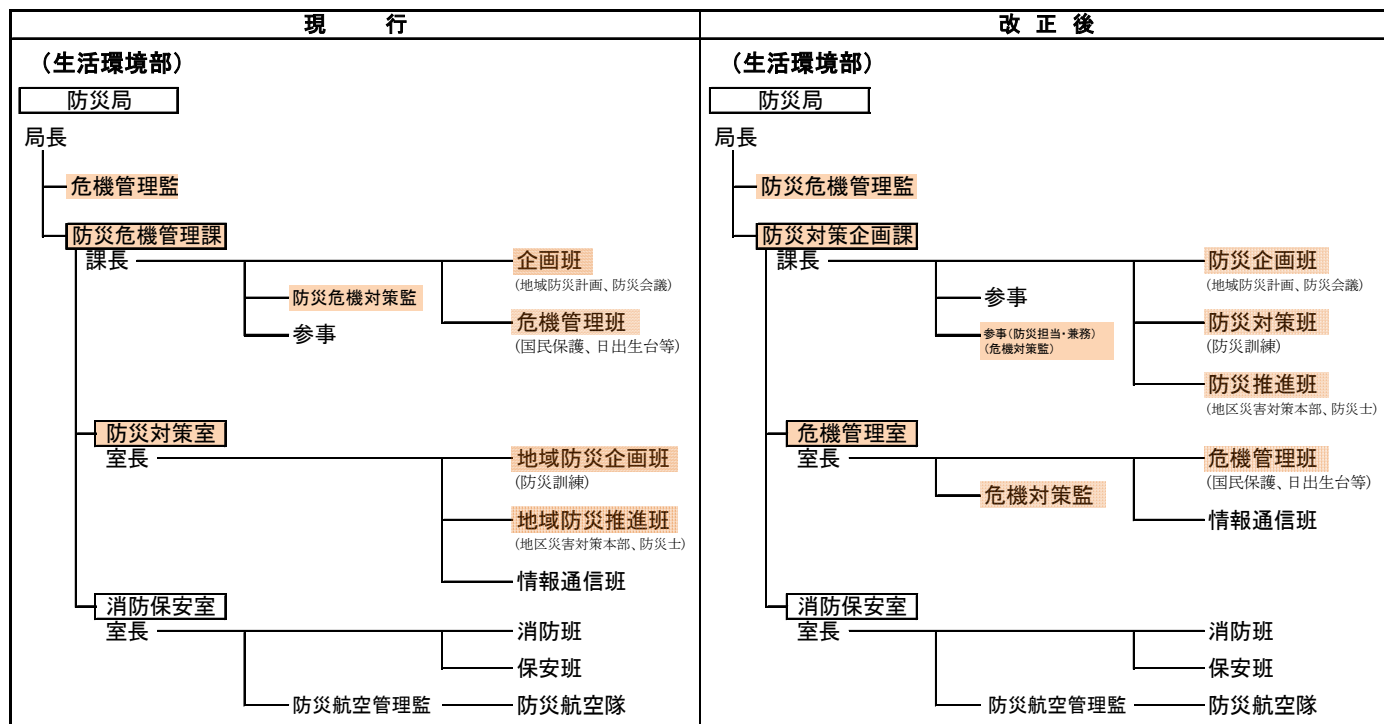 現　行
（生活環境部）
防災局
局長
危機管理監
防災危機管理課
課長
企画班
(地域防災計画、防災会議)
防災危機対策監
危機管理班
参事
(国民保護、日出生台等)
防災対策室
室長
地域防災企画班
(防災訓練)
地域防災推進班
(地区災害対策本部、防災士)
情報通信班
消防保安室
室長
消防班
保安班
防災航空管理監
防災航空隊
改 正 後
（生活環境部）
防災局
局長
防災危機管理監
防災対策企画課
課長
防災企画班
(地域防災計画、防災会議)
参事
防災対策班
参事(防災担当・兼務)
(危機対策監)
(防災訓練)
防災推進班
(地区災害対策本部、防災士)
危機管理室
室長
危機管理班
(国民保護、日出生台等)
危機対策監
情報通信班
消防保安室
室長
消防班
保安班
防災航空管理監
防災航空隊